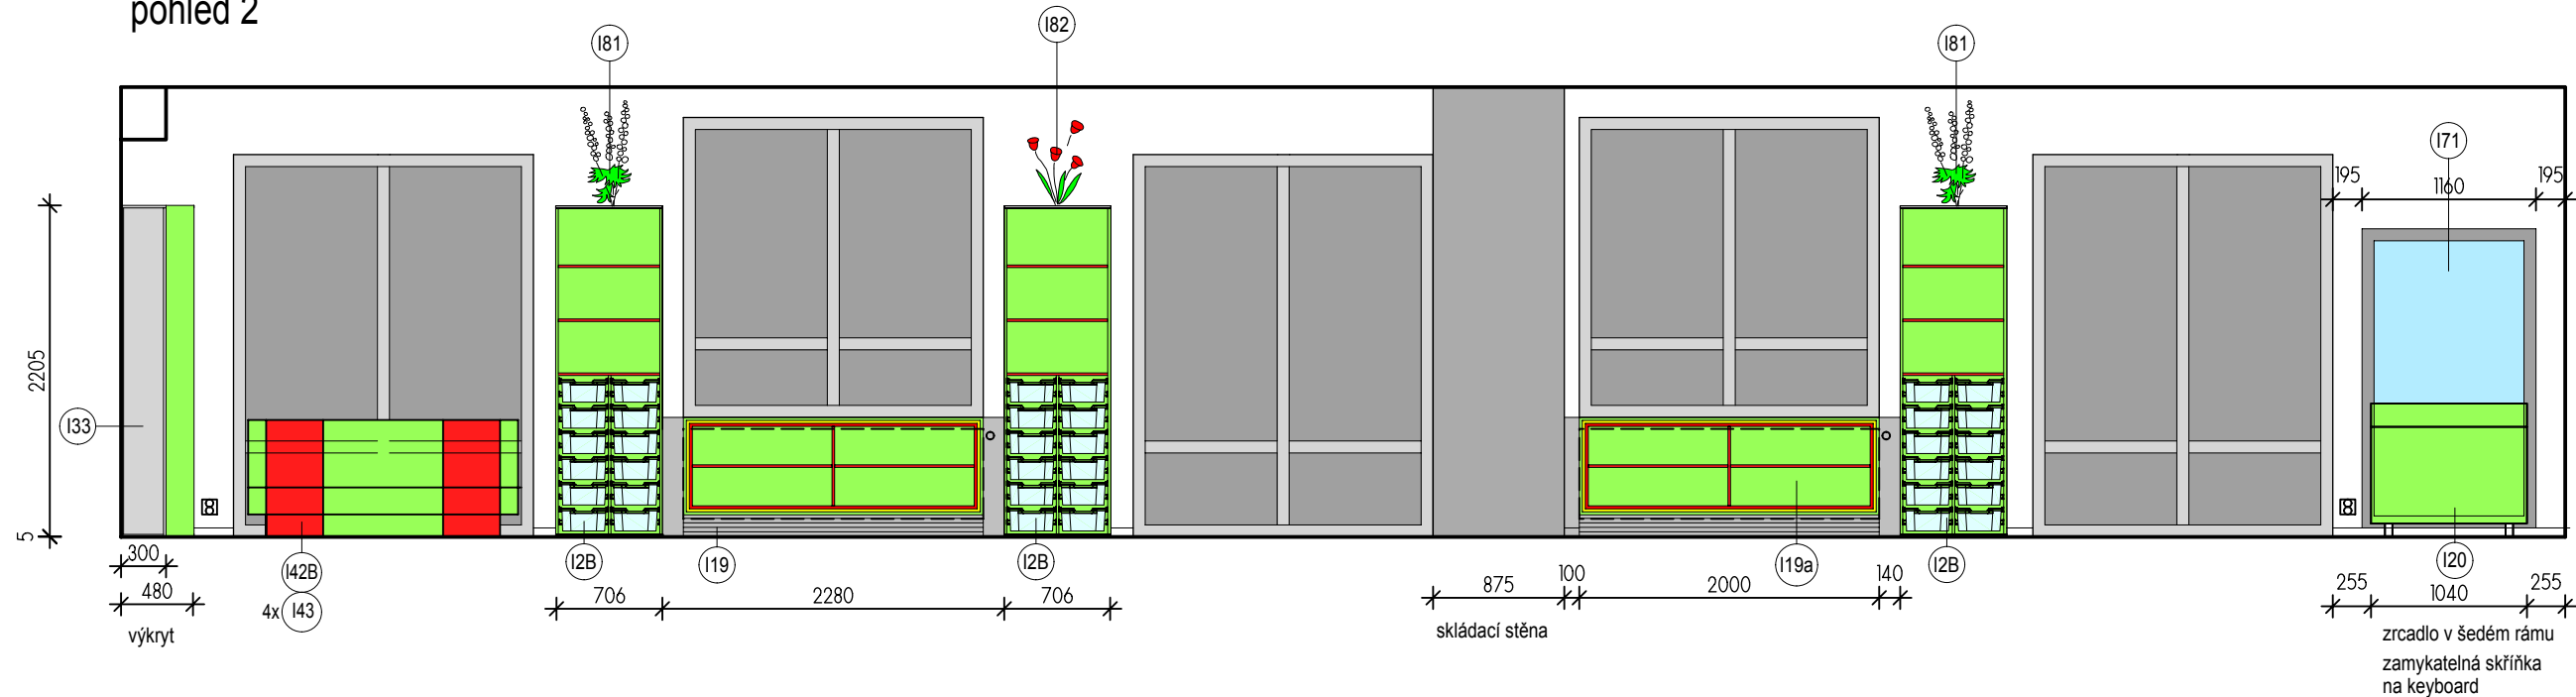 pohled 2
I81
I82
I81
I71
195
1160
195
2205
I33
5
300
480
výkryt
I42B
4x I43
I2B
706
I19
2280
I2B
706
875
skládací stěna
100
2000
I19a
140
I2B
I20
255
1040
255
zrcadlo v šedém rámu
zamykatelná skříňka
na keyboard